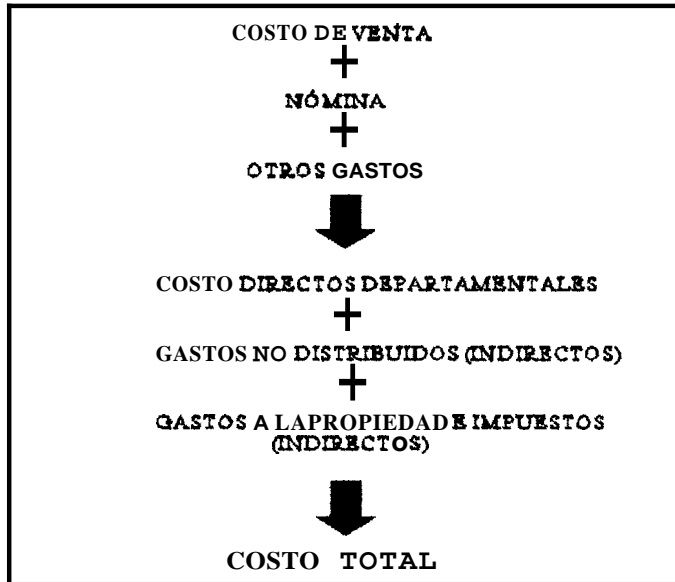 COSTO DE VENTA
+
NÓMINA
+
OTROS GASTOS
COSTO DIRECTOS DEPARTAMENTALES
+
GASTOS NO DISTRIBUIDOS (INDIRECTOS)
+
GASTOS A LAPROPIEDAD E IMPUESTOS
(INDIRECTOS)
COSTO TOTAL